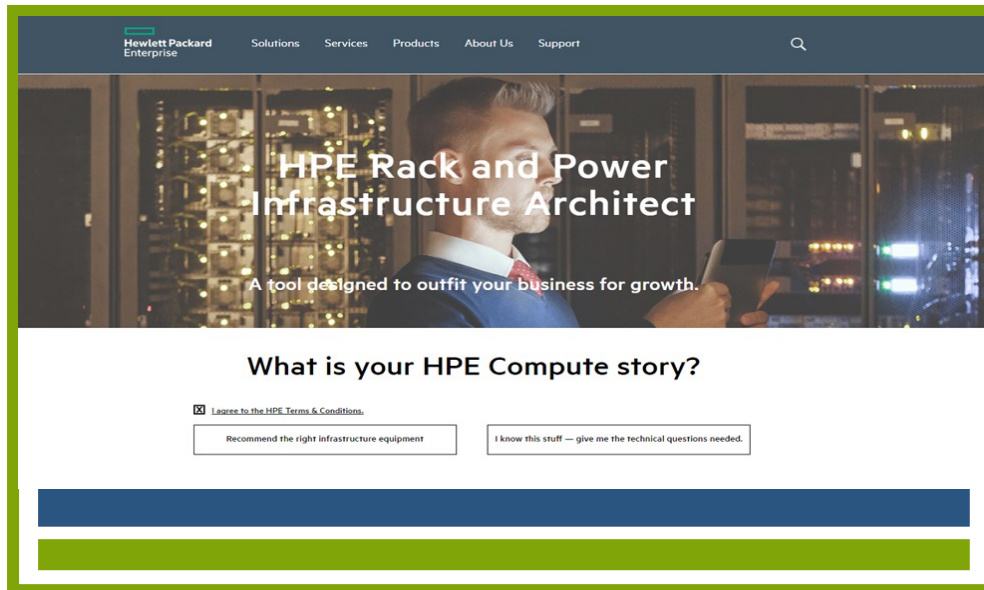 Hewlett Packard
Enterprise
Solutions Services Products About Us Support
HPE Rack and Power
Infrastructure Architect
A tool designed to outfit your business for growth.
What is your HPE Compute story?
I agree to the HPE Terms & Conditions.
Recommend the right infrastructure equipment
I know this stuff — give me the technical questions needed.